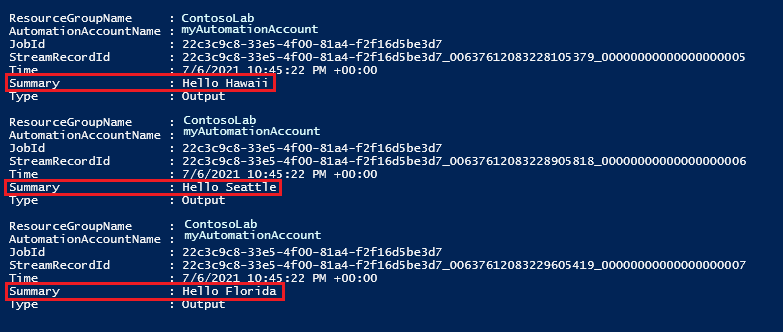 ResourceGroupName : ContosoLab
AutomationAccountName : myAutomationAccount
JobId : 22c3c9c8-33e5-4f00-81a4-f2f16d5be3d7
StreamRecordId : 22c3c9c8-33e5-4f00-81a4-f2f16d5be3d7_00637612083228105379_00000000000000000005
Time : 7/6/2021 10:45:22 PM +00:00
Summary : Hello Hawaii
Type : Output
ResourceGroupName : ContosoLab
AutomationAccountName : myAutomationAccount
JobId : 22c3c9c8-33e5-4f00-81a4-f2f16d5be3d7
StreamRecordId : 22c3c9c8-33e5-4f00-81a4-f2f16d5be3d7_00637612083228905818_00000000000000000006
Time : 7/6/2021 10:45:22 PM +00:00
Summary : Hello Seattle
Type : Output
ResourceGroupName : ContosoLab
AutomationAccountName : myAutomationAccount
JobId : 22c3c9c8-33e5-4f00-81a4-f2f16d5be3d7
StreamRecordId : 22c3c9c8-33e5-4f00-81a4-f2f16d5be3d7_00637612083229605419_00000000000000000007
Time : 7/6/2021 10:45:22 PM +00:00
Summary : Hello Florida
Type : Output